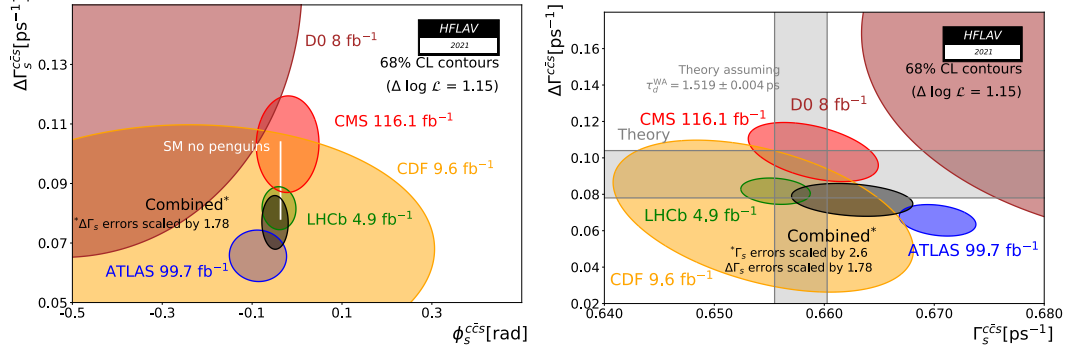 ΔΓ_s^{cc̄s}[ps⁻¹]
0.13
0.11
0.09
0.07
0.05
-0.5
-0.3
-0.1
0.1
0.3
ϕ_s^{cc̄s}[rad]
HFLAV
2021
68% CL contours
(Δ log ℒ = 1.15)
D0 8 fb⁻¹
CMS 116.1 fb⁻¹
SM no penguins
CDF 9.6 fb⁻¹
Combined*
*ΔΓ_s errors scaled by 1.78
LHCb 4.9 fb⁻¹
ATLAS 99.7 fb⁻¹
ΔΓ_s^{cc̄s}[ps⁻¹]
0.16
0.14
0.12
0.10
0.08
0.06
0.04
0.02
0.640
0.650
0.660
0.670
0.680
Γ_s^{cc̄s}[ps⁻¹]
HFLAV
2021
68% CL contours
(Δ log ℒ = 1.15)
Theory assuming
τ_d^{WA} = 1.519 ± 0.004 ps
D0 8 fb⁻¹
CMS 116.1 fb⁻¹
Theory
LHCb 4.9 fb⁻¹
Combined*
*Γ_s errors scaled by 2.6
ΔΓ_s errors scaled by 1.78
ATLAS 99.7 fb⁻¹
CDF 9.6 fb⁻¹